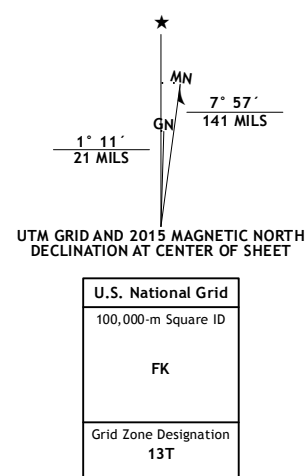 ★
MN
7° 57´
141 MILS
GN
1° 11´
21 MILS
UTM GRID AND 2015 MAGNETIC NORTH
DECLINATION AT CENTER OF SHEET
U.S. National Grid
100,000-m Square ID
FK
Grid Zone Designation
13T